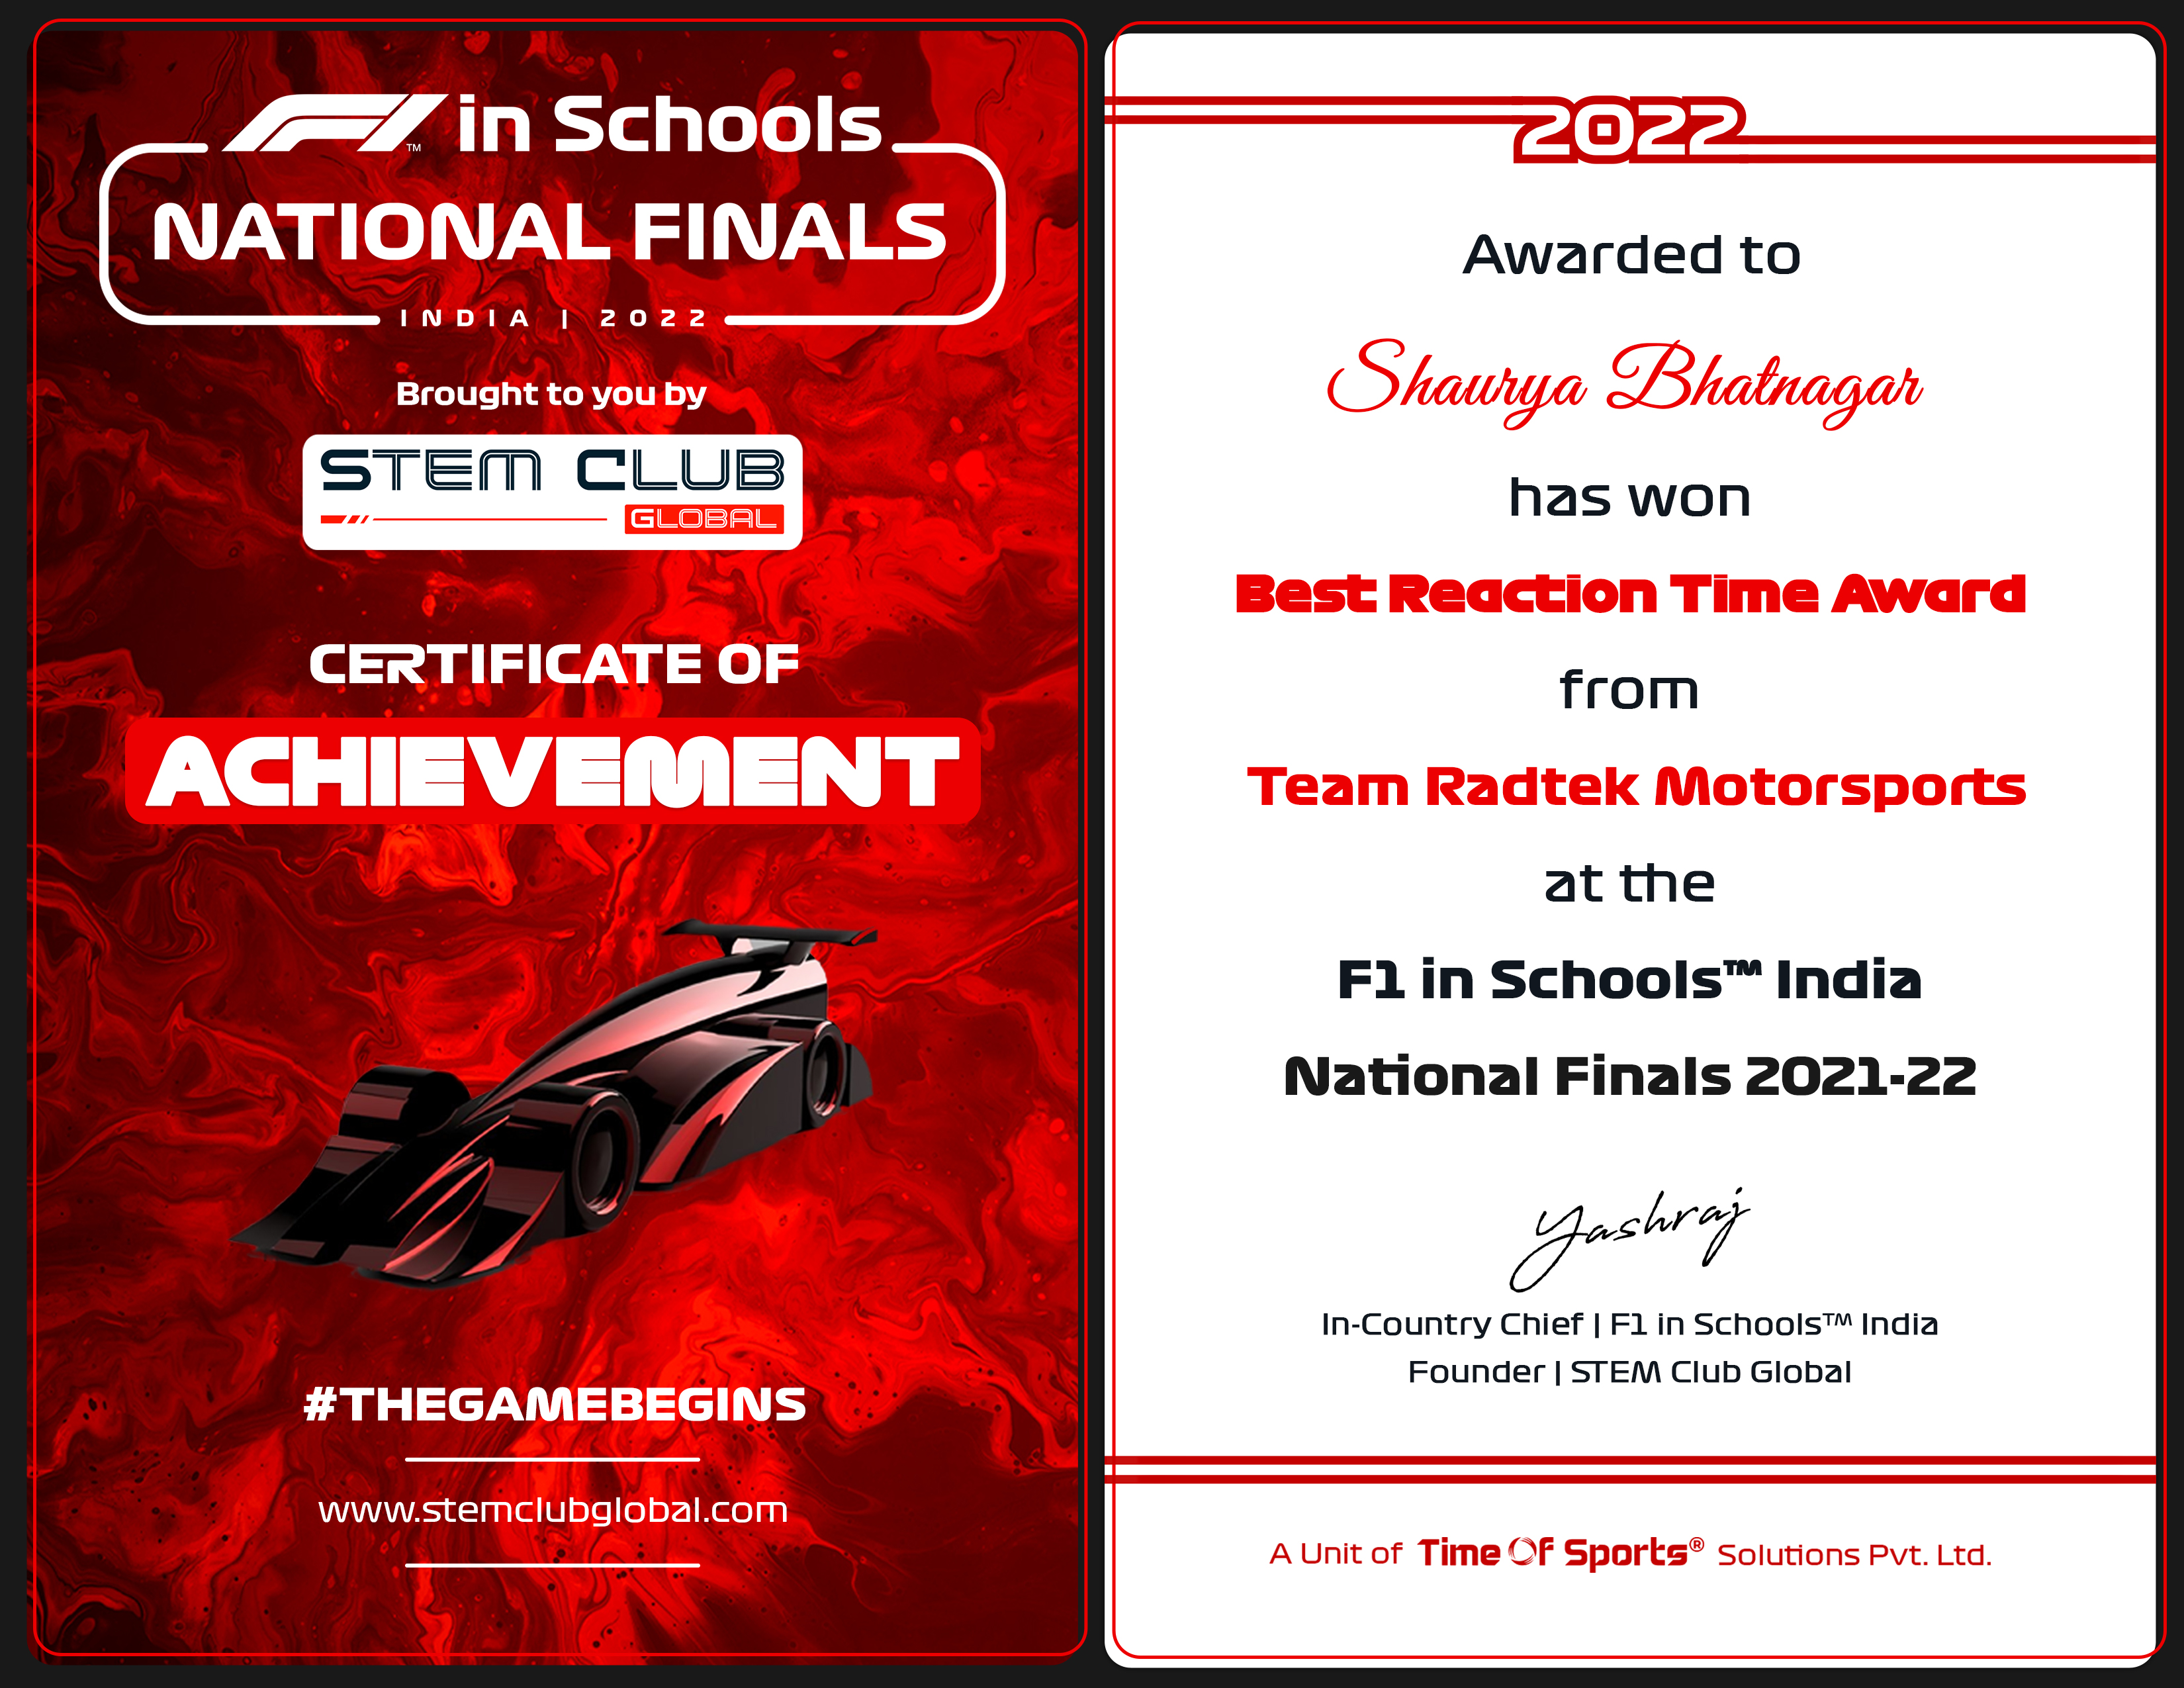 F1™ in Schools
NATIONAL FINALS
INDIA | 2022
Brought to you by
STEM CLUB
GLOBAL
CERTIFICATE OF
ACHIEVEMENT
#THEGAMEBEGINS
www.stemclubglobal.com
2022
Awarded to
Shaurya Bhatnagar
has won
Best Reaction Time Award
from
Team Radtek Motorsports
at the
F1 in Schools™ India
National Finals 2021-22
Yashraj
In-Country Chief | F1 in Schools™ India
Founder | STEM Club Global
A Unit of Time Of Sports® Solutions Pvt. Ltd.